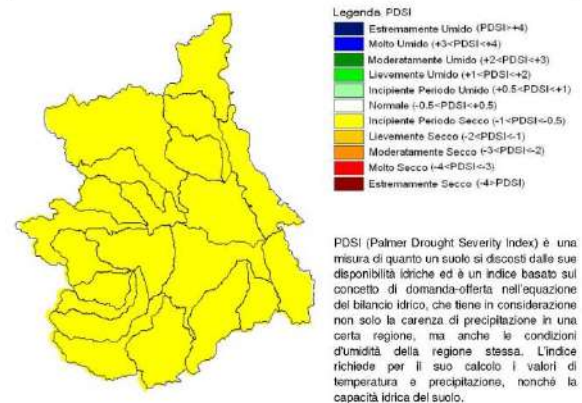 Legenda PDSI
Estremamente Umido (PDSI>+4)
Molto Umido (+3<PDSI<+4)
Moderatamente Umido (+2<PDSI<+3)
Lievemente Umido (+1<PDSI<+2)
Incipiente Periodo Umido (+0.5<PDSI<+1)
Normale (-0.5<PDSI<+0.5)
Incipiente Periodo Secco (-1<PDSI<-0.5)
Lievemente Secco (-2<PDSI<-1)
Moderatamente Secco (-3<PDSI<-2)
Molto Secco (-4<PDSI<-3)
Estremamente Secco (-4>PDSI)
PDSI (Palmer Drought Severity Index) è una
misura di quanto un suolo si discosti dalle sue
disponibilità idriche ed è un indice basato sul
concetto di domanda-offerta nell'equazione
del bilancio idrico, che tiene in considerazione
non solo la carenza di precipitazione in una
certa regione, ma anche le condizioni
d'umidità della regione stessa. L'indice
richiede per il suo calcolo i valori di
temperatura e precipitazione, nonchè la
capacità idrica del suolo.